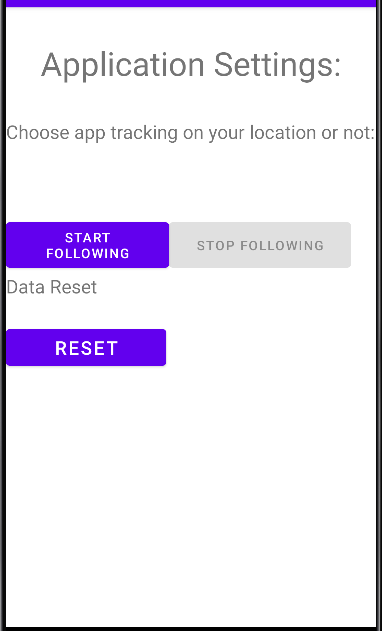 Application Settings:
Choose app tracking on your location or not:
START
FOLLOWING
STOP FOLLOWING
Data Reset
RESET